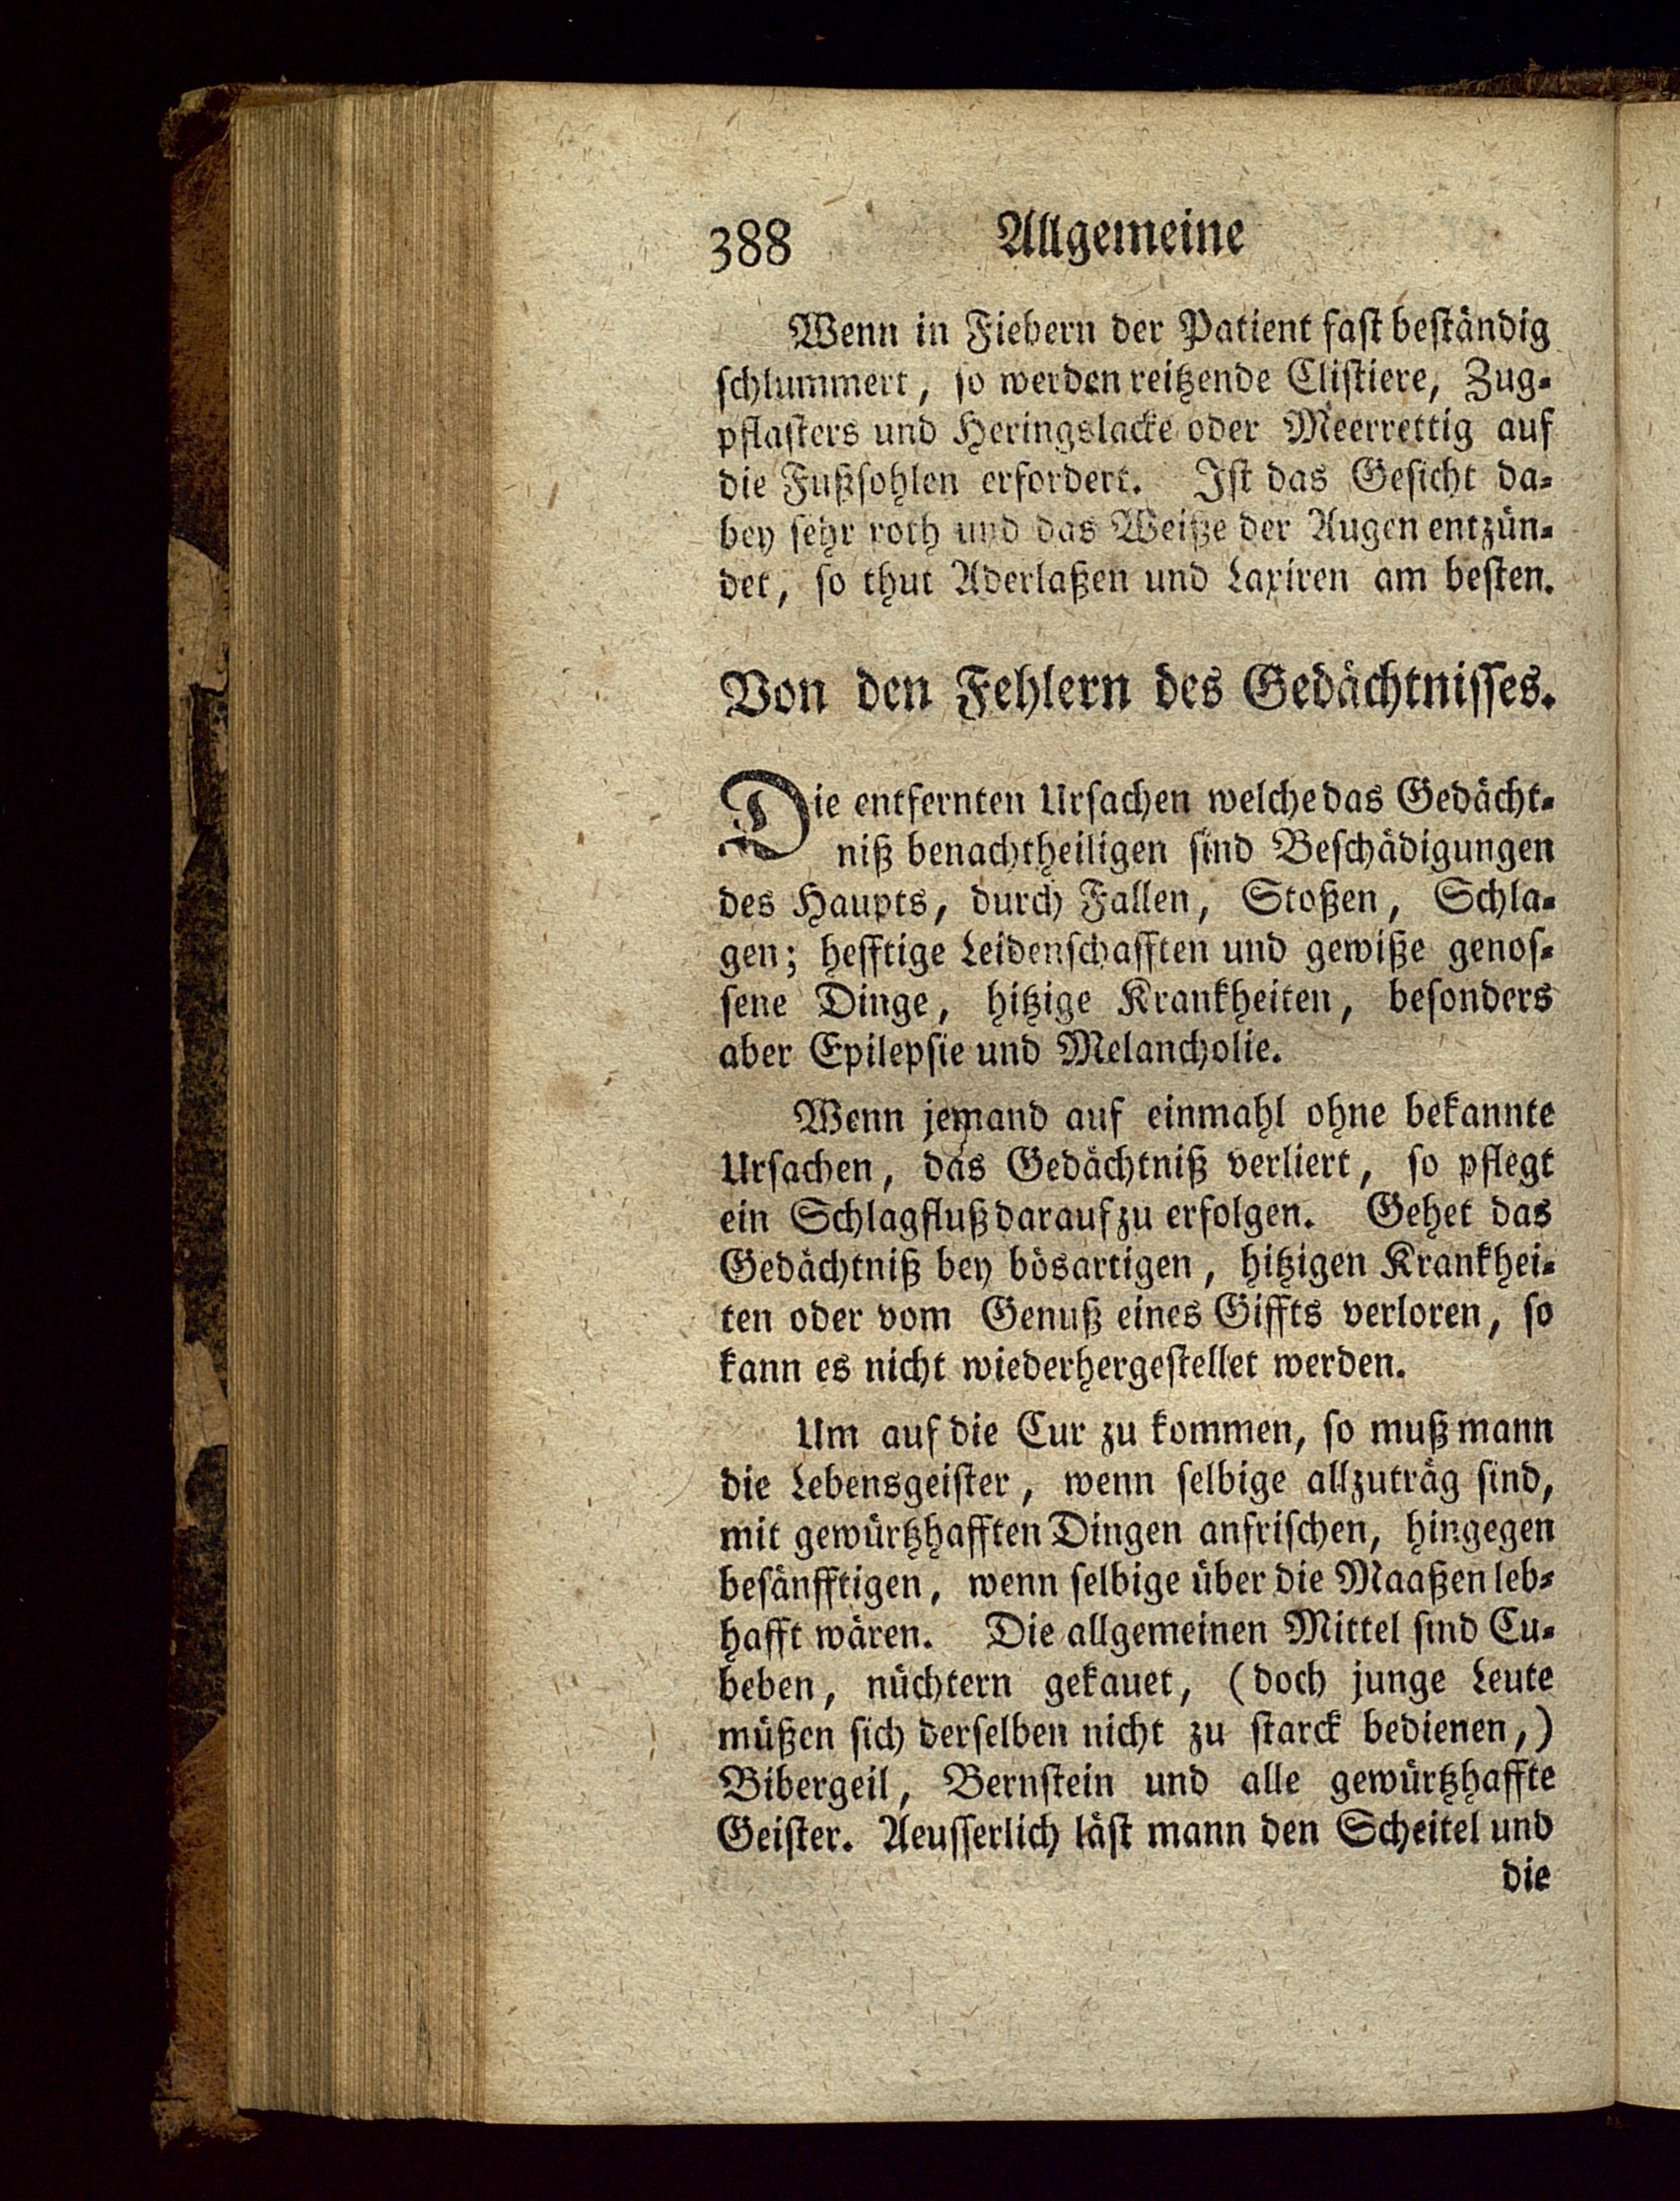 388 Allgemeine
Wenn in Fiebern der Patient fast beständig
schlummert, so werden reitzende Clistiere, Zug-
pflasters und Heringslacke oder Meerrettig auf
die Fußsohlen erfordert. Ist das Gesicht da-
bey sehr roth und das Weiße der Augen entzün-
det, so thut Aderlaßen und Laxiren am besten.
Von den Fehlern des Gedächtnisses.
Die entfernten Ursachen welche das Gedächt-
niß benachtheiligen sind Beschädigungen
des Haupts, durch Fallen, Stoßen, Schla-
gen; hefftige Leidenschafften und gewiße genos-
sene Dinge, hitzige Krankheiten, besonders
aber Epilepsie und Melancholie.
Wenn jemand auf einmahl ohne bekannte
Ursachen, das Gedächtniß verliert, so pflegt
ein Schlagfluß darauf zu erfolgen. Gehet das
Gedächtniß bey bösartigen, hitzigen Krankhei-
ten oder vom Genuß eines Giffts verloren, so
kann es nicht wiederhergestellet werden.
Um auf die Cur zu kommen, so muß mann
die Lebensgeister, wenn selbige allzuträg sind,
mit gewürtzhafften Dingen anfrischen, hingegen
besänfftigen, wenn selbige über die Maaßen leb-
hafft wären. Die allgemeinen Mittel sind Cu-
beben, nüchtern gekauet, (doch junge Leute
müßen sich derselben nicht zu starck bedienen,)
Bibergeil, Bernstein und alle gewürtzhaffte
Geister. Aeusserlich läst mann den Scheitel und
die